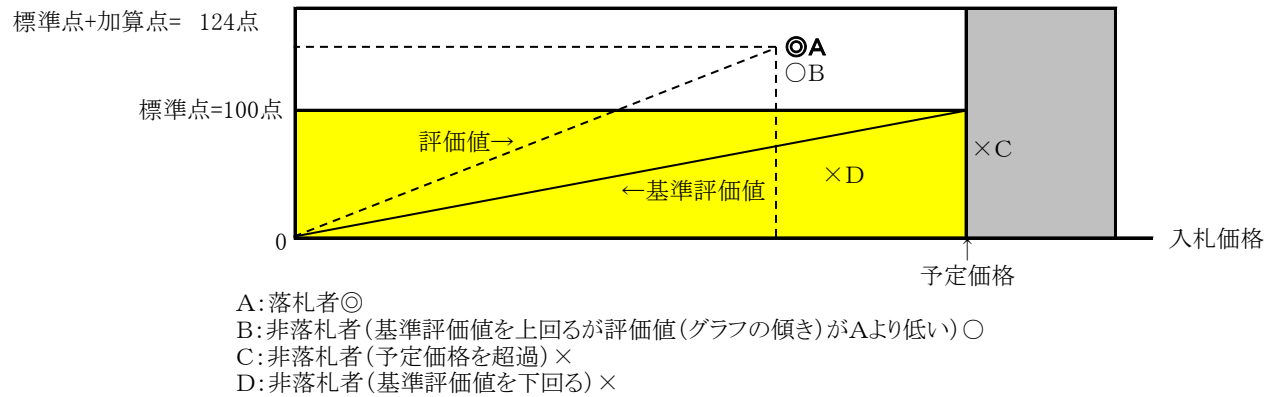 標準点+加算点= 124点
◎A
○B
標準点=100点
評価値→
×C
×D
←基準評価値
0
入札価格
↑
予定価格
A:落札者◎
B:非落札者(基準評価値を上回るが評価値(グラフの傾き)がAより低い)○
C:非落札者(予定価格を超過)×
D:非落札者(基準評価値を下回る)×